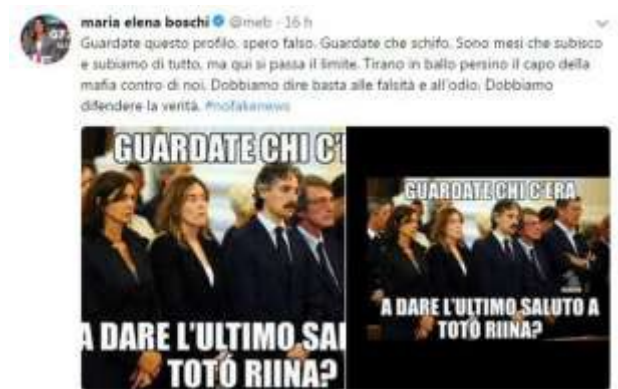 maria elena boschi @meb · 16 h
Guardate questo profilo, spero falso. Guardate che schifo. Sono mesi che subisco
e subiamo di tutto, ma qui si passa il limite. Tirano in ballo persino il capo della
mafia contro di noi. Dobbiamo dire basta alle falsità e all'odio. Dobbiamo
difendere la verità. #nofakenews
GUARDATE CHI C'E
A DARE L'ULTIMO SAL
TOTÓ RIINA?
GUARDATE CHI C'ERA
A DARE L'ULTIMO SALUTO A
TOTÓ RIINA?